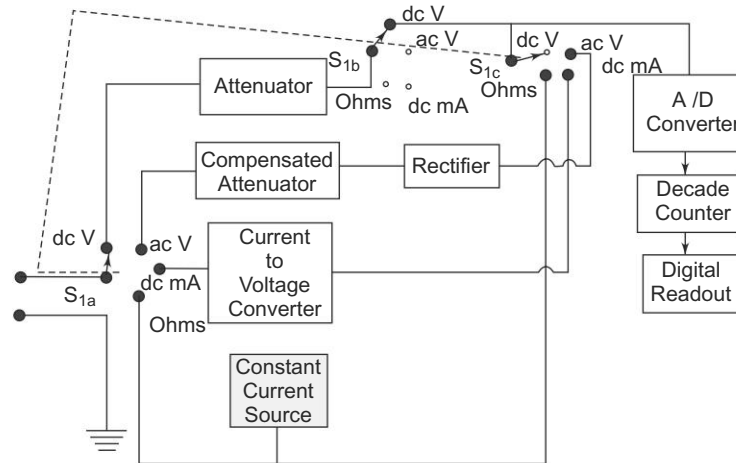 dc V
ac V
S1b
Ohms
dc mA
dc V
S1c
Ohms
ac V
dc mA
Attenuator
A /D
Converter
Compensated
Attenuator
Rectifier
Decade
Counter
dc V
ac V
S1a
dc mA
Ohms
Current
to
Voltage
Converter
Digital
Readout
Constant
Current
Source